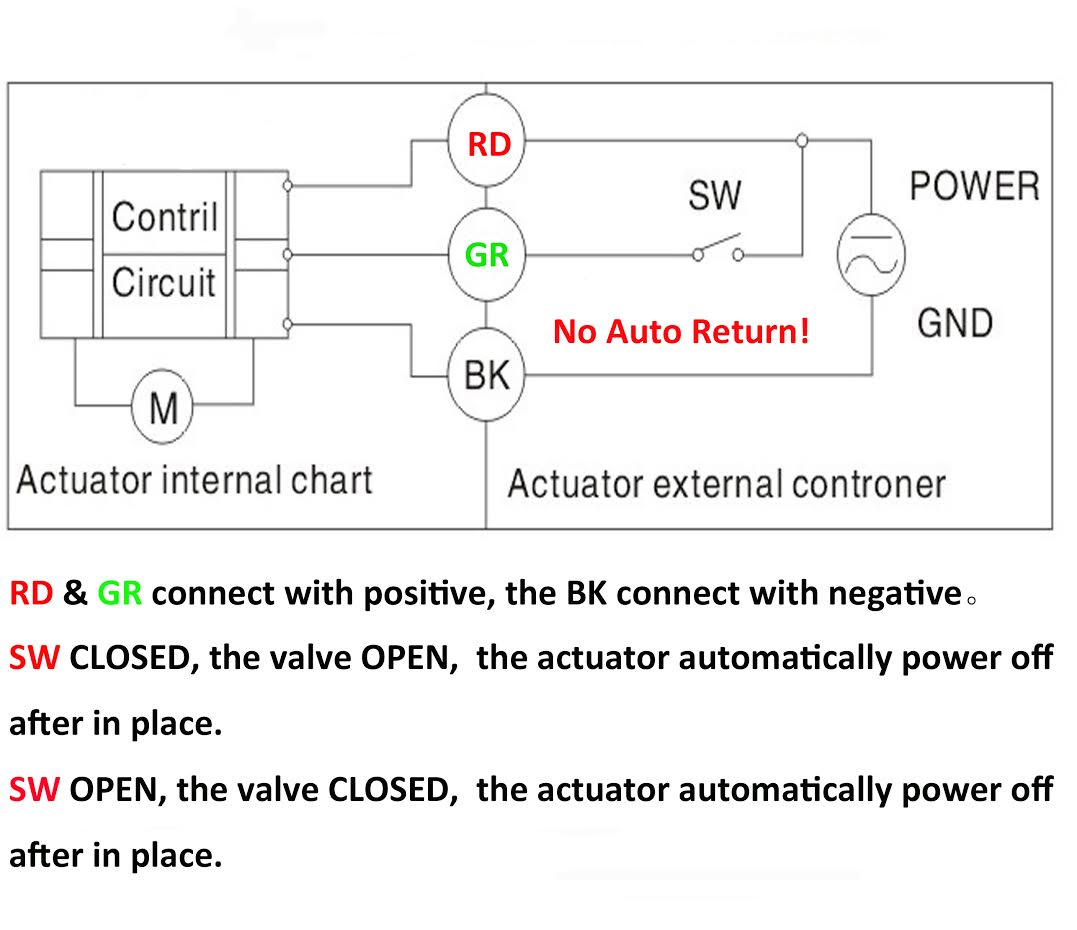 RD
SW
POWER
Contril
GR
Circuit
No Auto Return!
GND
BK
M
Actuator internal chart
Actuator external controner
RD & GR connect with positive, the BK connect with negative。
SW CLOSED, the valve OPEN, the actuator automatically power off
after in place.
SW OPEN, the valve CLOSED, the actuator automatically power off
after in place.